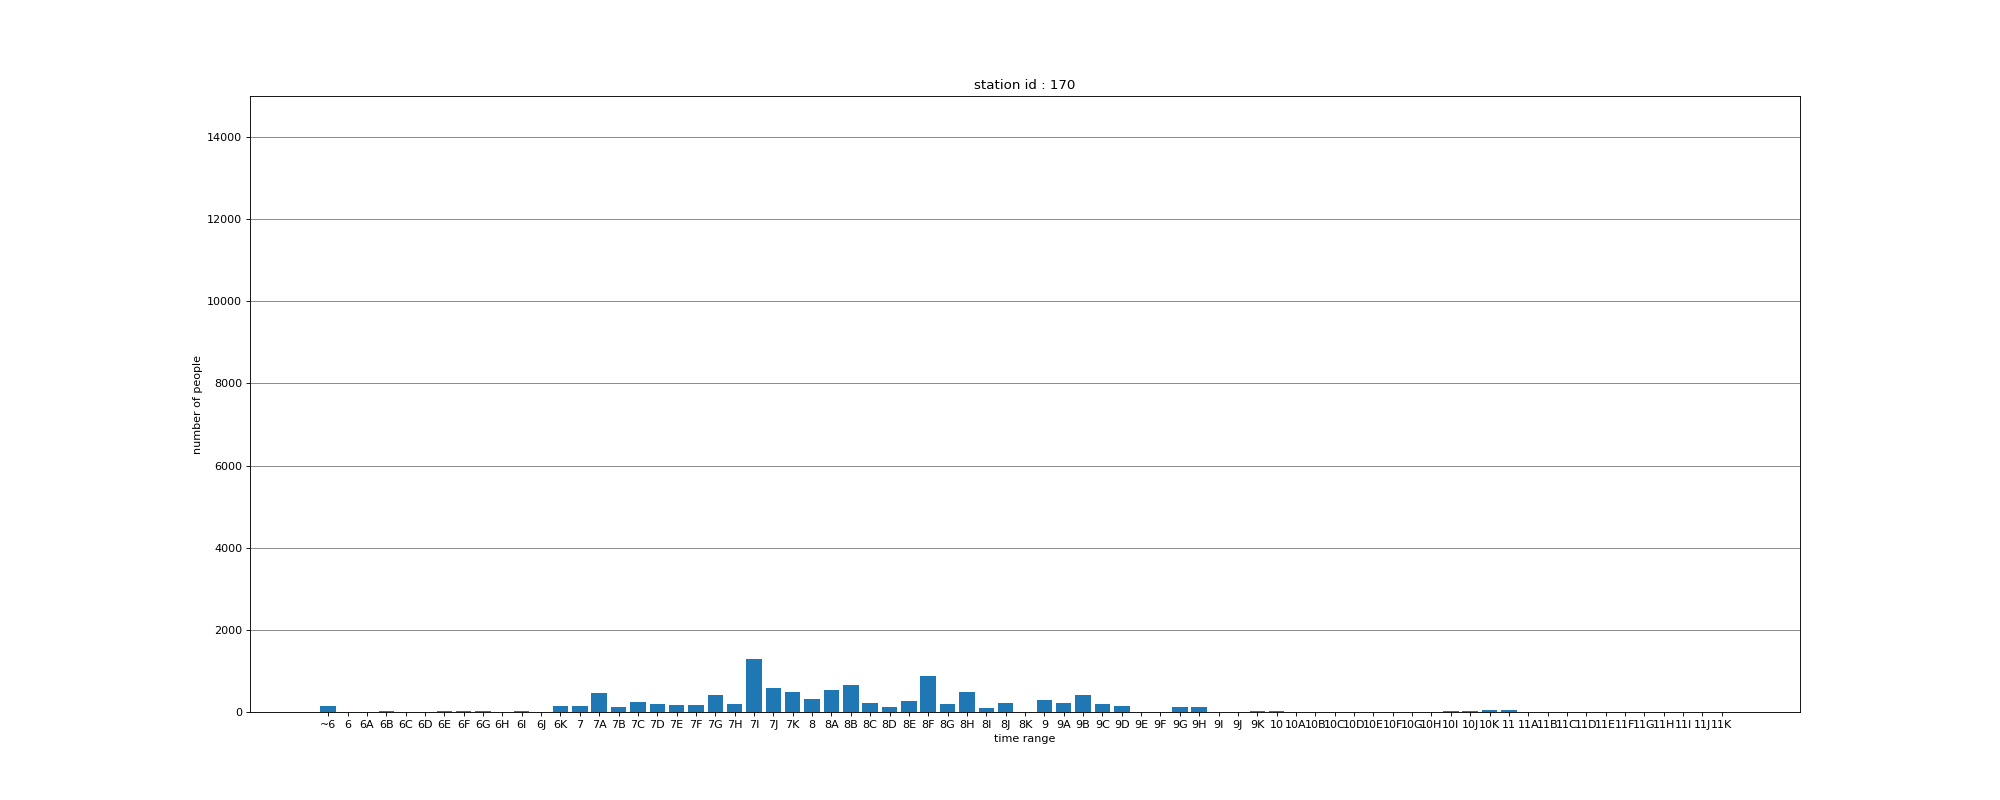 station id : 170
14000
12000
10000
8000
6000
4000
2000
0
number of people
~6 6 6A 6B 6C 6D 6E 6F 6G 6H 6I 6J 6K 7 7A 7B 7C 7D 7E 7F 7G 7H 7I 7J 7K 8 8A 8B 8C 8D 8E 8F 8G 8H 8I 8J 8K 9 9A 9B 9C 9D 9E 9F 9G 9H 9I 9J 9K 10 10A 10B 10C 10D 10E 10F 10G 10H 10I 10J 10K 11 11A 11B 11C 11D 11E 11F 11G 11H 11I 11J 11K
time range